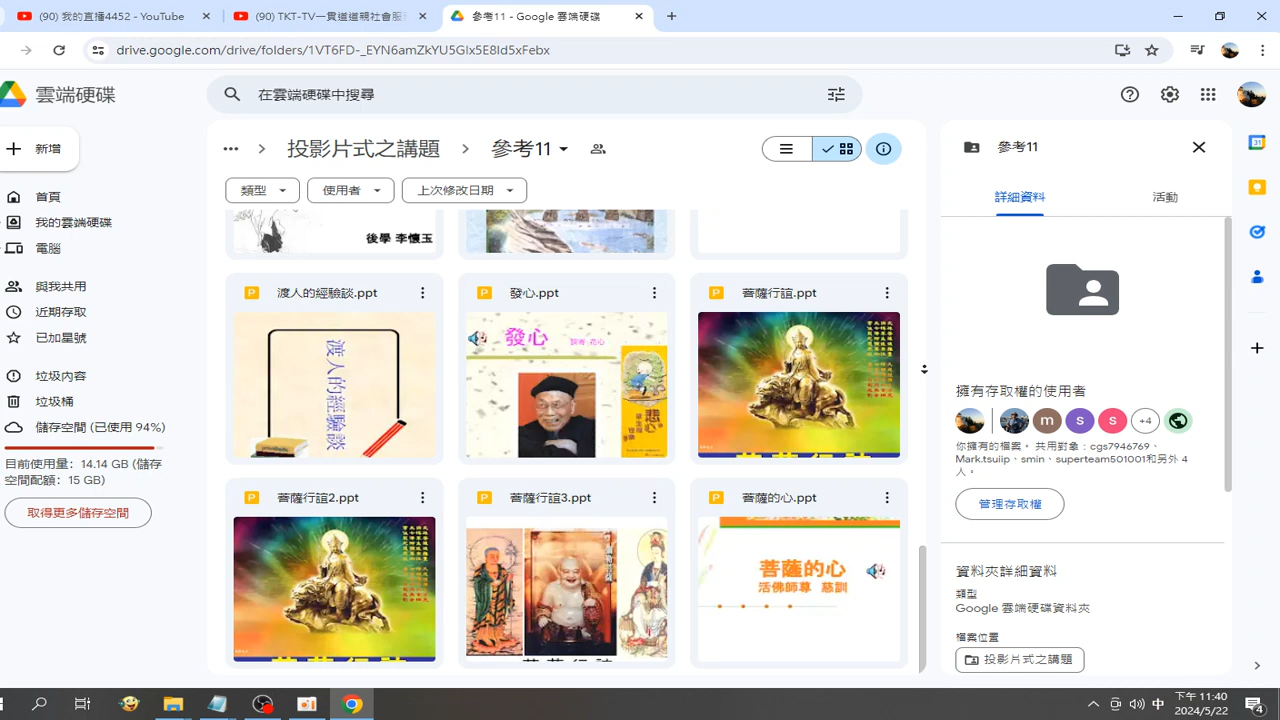 (90) 我的直播4452 - YouTube
(90) TKT-TV一貫道道親社會服
參考11 - Google 雲端硬碟
drive.google.com/drive/folders/1VT6FD-_EYN6amZkYU5Glx5E8Id5xFebx
雲端硬碟
在雲端硬碟中搜尋
新增
首頁
我的雲端硬碟
電腦
與我共用
近期存取
已加星號
垃圾內容
垃圾桶
儲存空間 (已使用 94%)
目前使用量：14.14 GB (儲存
空間配額：15 GB)
取得更多儲存空間
投影片式之講題
參考11
類型
使用者
上次修改日期
後學 李懷玉
渡人的經驗談.ppt
發心.ppt
菩薩行誼.ppt
渡人的經驗談
發心
悲心
菩薩行誼2.ppt
菩薩行誼3.ppt
菩薩的心.ppt
菩薩的心
活佛師尊 慈訓
參考11
詳細資料
活動
擁有存取權的使用者
m
s
s
+4
你擁有的檔案。 共用對象：cgs7946769、
Mark.tsuiip、smin、superteam501001和另外 4
人。
管理存取權
資料夾詳細資料
類型
Google 雲端硬碟資料夾
檔案位置
投影片式之講題
31
中
下午 11:40
2024/5/22
4